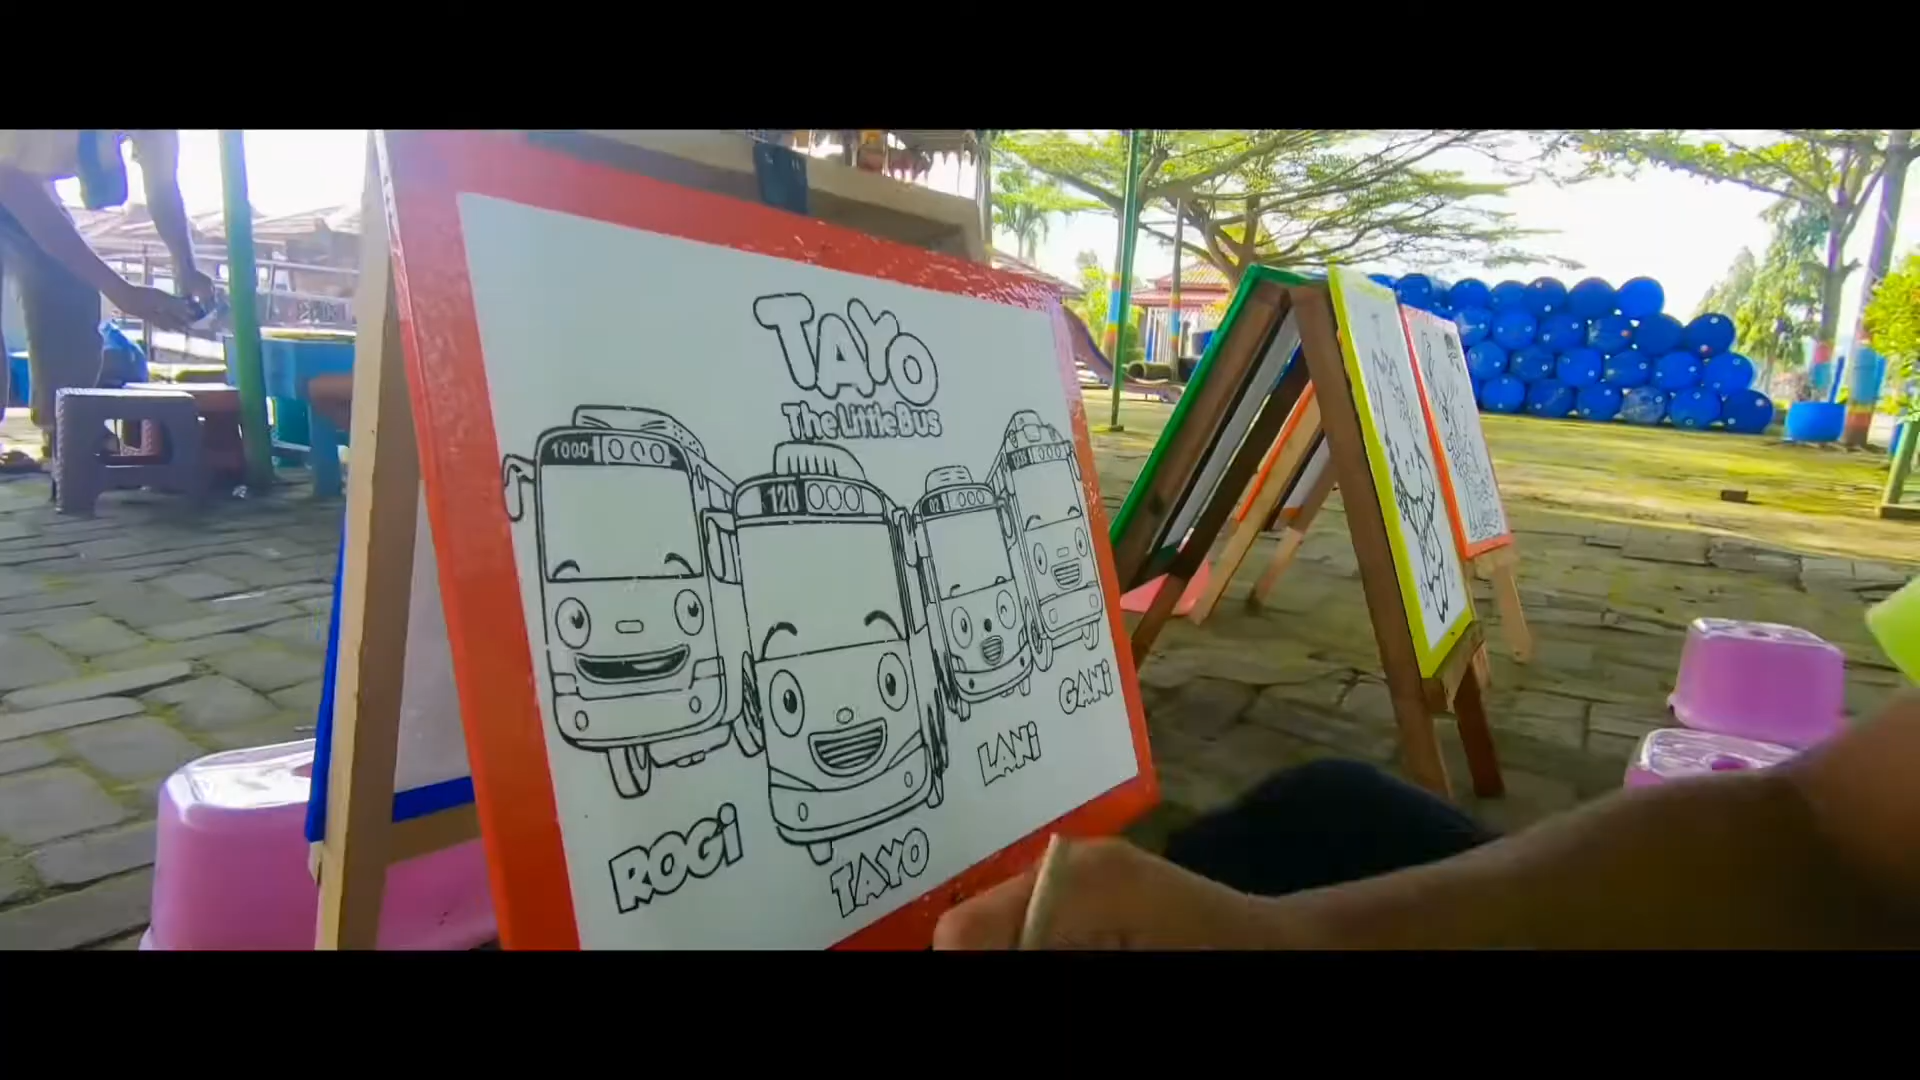 TAYO
The Little Bus
1000
120
ROGi
TAYO
LANi
GANi